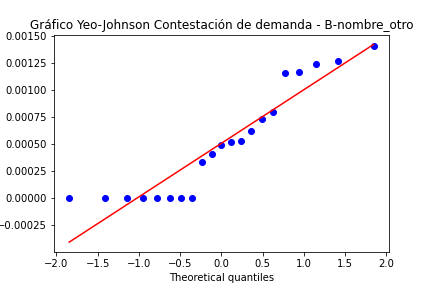 Gráfico Yeo-Johnson Contestación de demanda - B-nombre_otro
0.00150
0.00125
0.00100
0.00075
0.00050
0.00025
0.00000
−0.00025
−2.0 −1.5 −1.0 −0.5 0.0 0.5 1.0 1.5 2.0
Theoretical quantiles